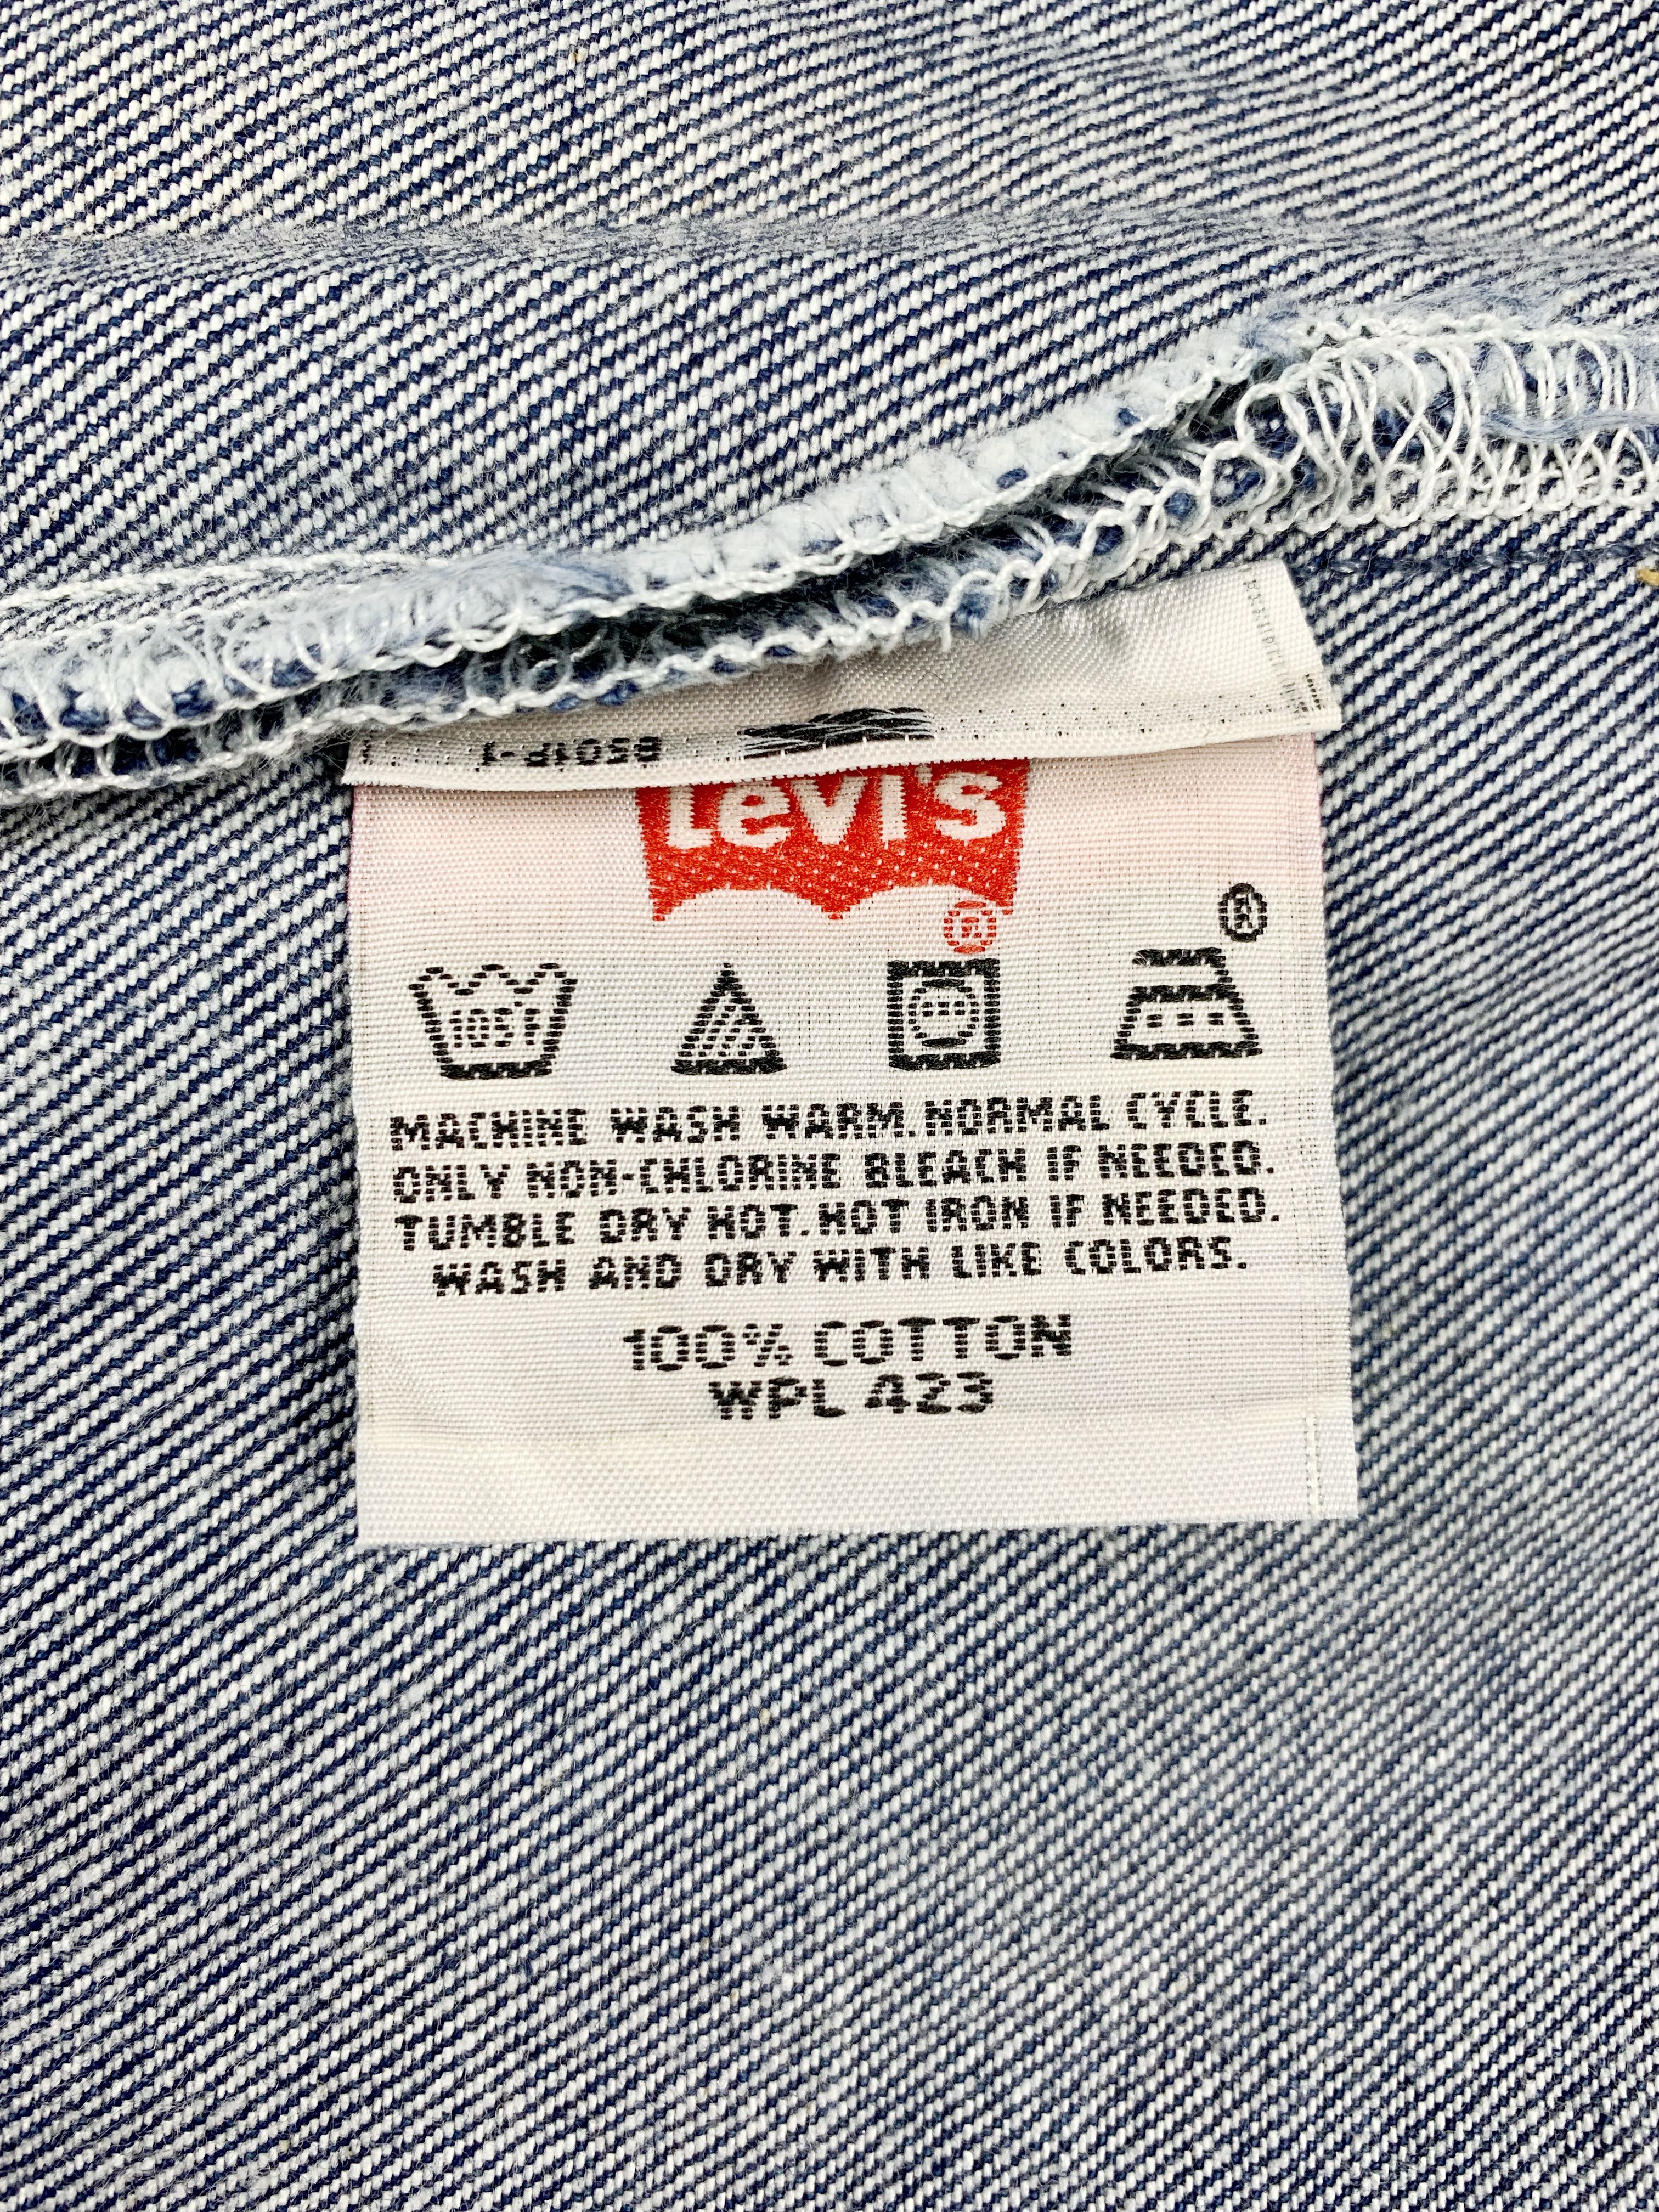 Levi's
®
®
105F
MACHINE WASH WARM. NORMAL CYCLE.
ONLY NON-CHLORINE BLEACH IF NEEDED.
TUMBLE DRY HOT. HOT IRON IF NEEDED.
WASH AND DRY WITH LIKE COLORS.
100% COTTON
WPL 423